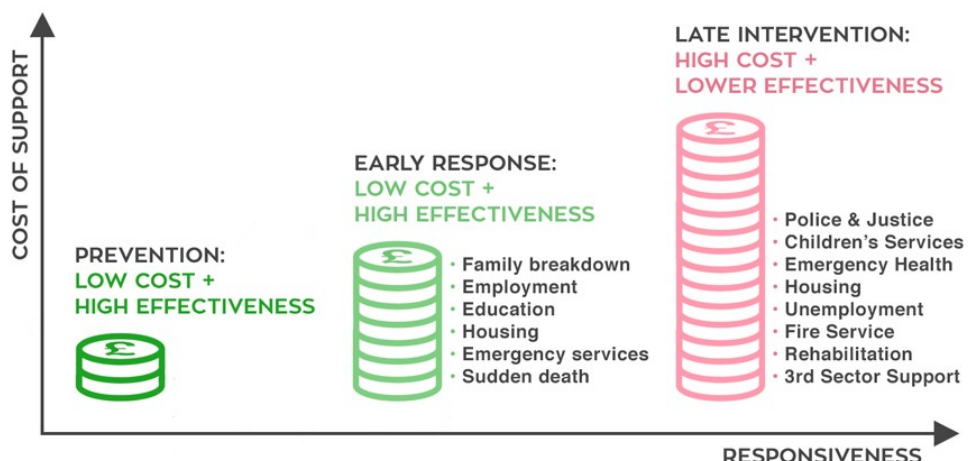 COST OF SUPPORT
PREVENTION:
LOW COST +
HIGH EFFECTIVENESS
£
EARLY RESPONSE:
LOW COST +
HIGH EFFECTIVENESS
£
· Family breakdown
· Employment
· Education
· Housing
· Emergency services
· Sudden death
LATE INTERVENTION:
HIGH COST +
LOWER EFFECTIVENESS
£
· Police & Justice
· Children's Services
· Emergency Health
· Housing
· Unemployment
· Fire Service
· Rehabilitation
· 3rd Sector Support
RESPONSIVENESS